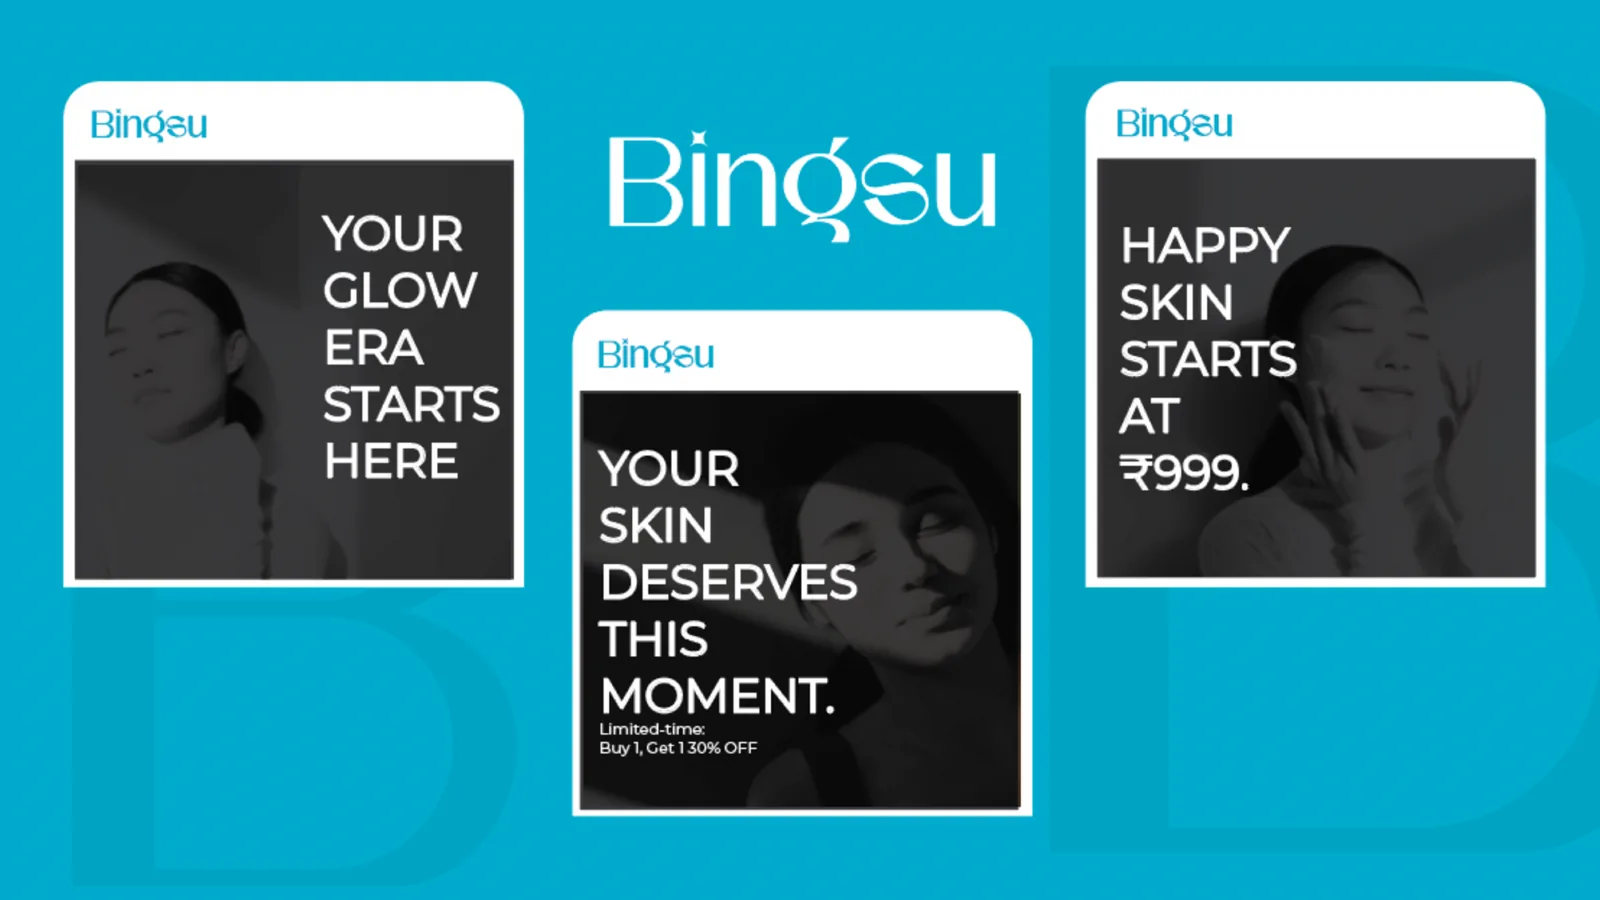 Bingsu
YOUR
GLOW
ERA
STARTS
HERE
Bingsu
Bingsu
YOUR
SKIN
DESERVES
THIS
MOMENT.
Limited-time:
Buy 1, Get 1 30% OFF
Bingsu
HAPPY
SKIN
STARTS
AT
₹999.
B
B